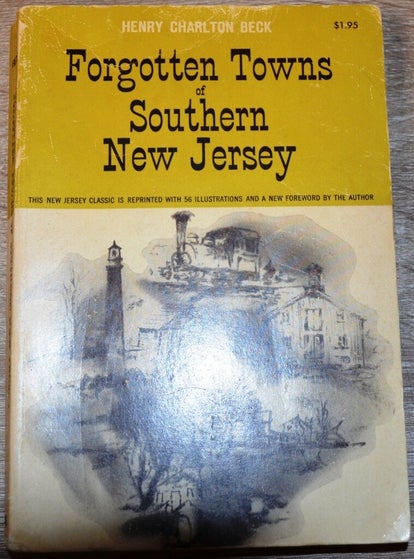 HENRY CHARLTON BECK
$1.95
Forgotten Towns
of
Southern
New Jersey
THIS NEW JERSEY CLASSIC IS REPRINTED WITH 56 ILLUSTRATIONS AND A NEW FOREWORD BY THE AUTHOR